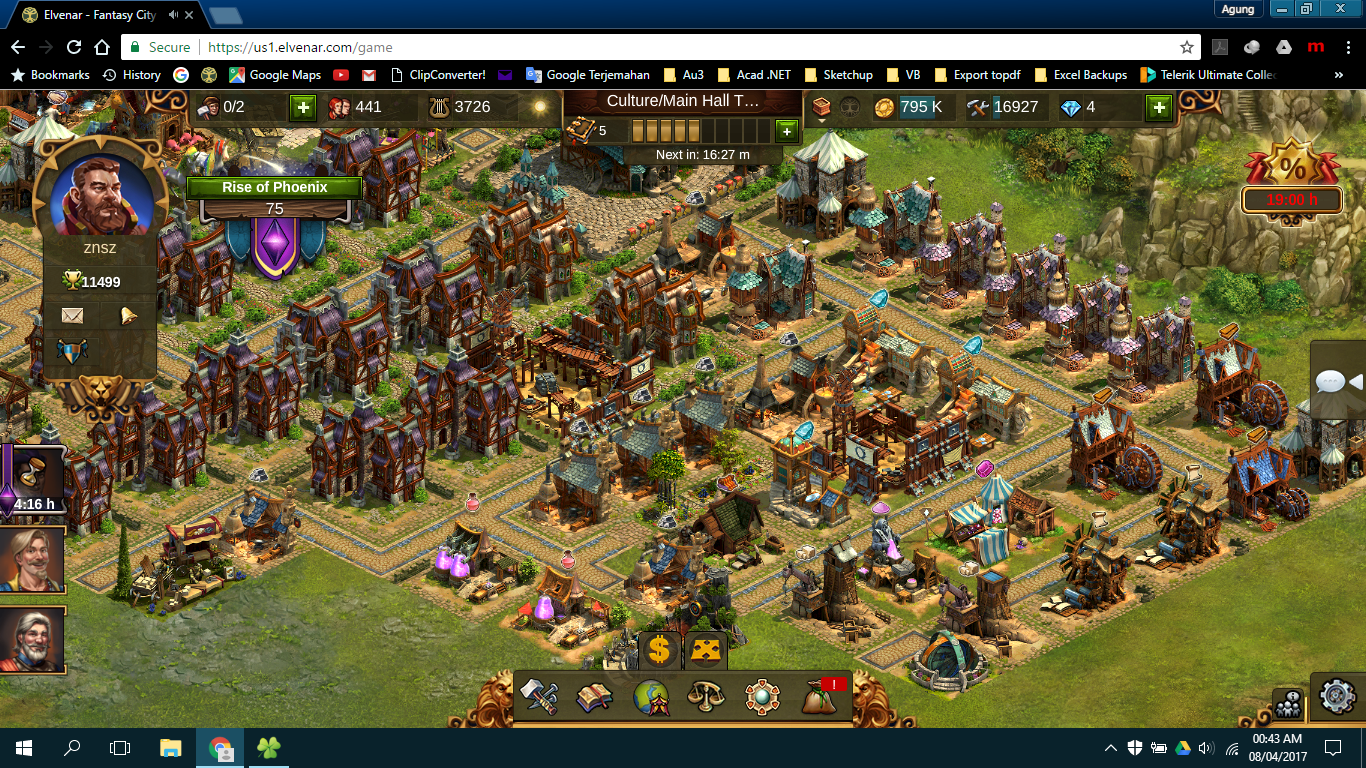 Elvenar - Fantasy City
Agung
Secure
https://us1.elvenar.com/game
Bookmarks
History
Google Maps
ClipConverter!
Google Terjemahan
Au3
Acad .NET
Sketchup
VB
Export topdf
Excel Backups
Telerik Ultimate Colle
»
0/2
441
3726
Culture/Main Hall T…
795 K
16927
4
5
Next in: 16:27 m
%
19:00 h
Rise of Phoenix
75
znsz
11499
4:16 h
$
!
00:43 AM
08/04/2017